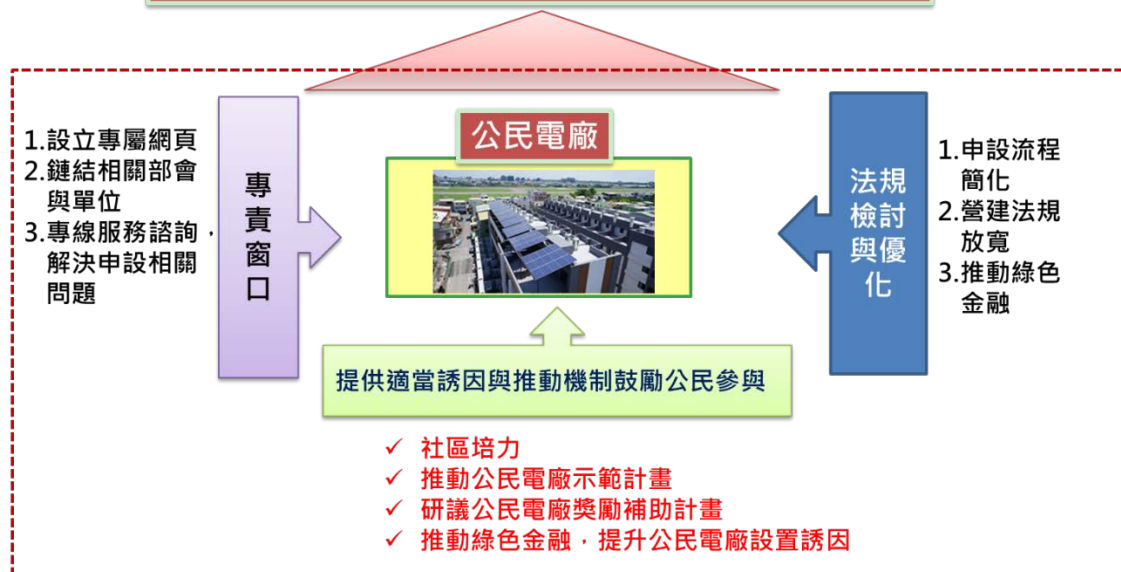 公民電廠
1.設立專屬網頁
2.鏈結相關部會
與單位
3.專線服務諮詢，
解決申設相關
問題
專責窗口
法規
檢討
與優
化
1.申設流程
簡化
2.營建法規
放寬
3.推動綠色
金融
提供適當誘因與推動機制鼓勵公民參與
✓ 社區培力
✓ 推動公民電廠示範計畫
✓ 研議公民電廠獎勵補助計畫
✓ 推動綠色金融，提升公民電廠設置誘因